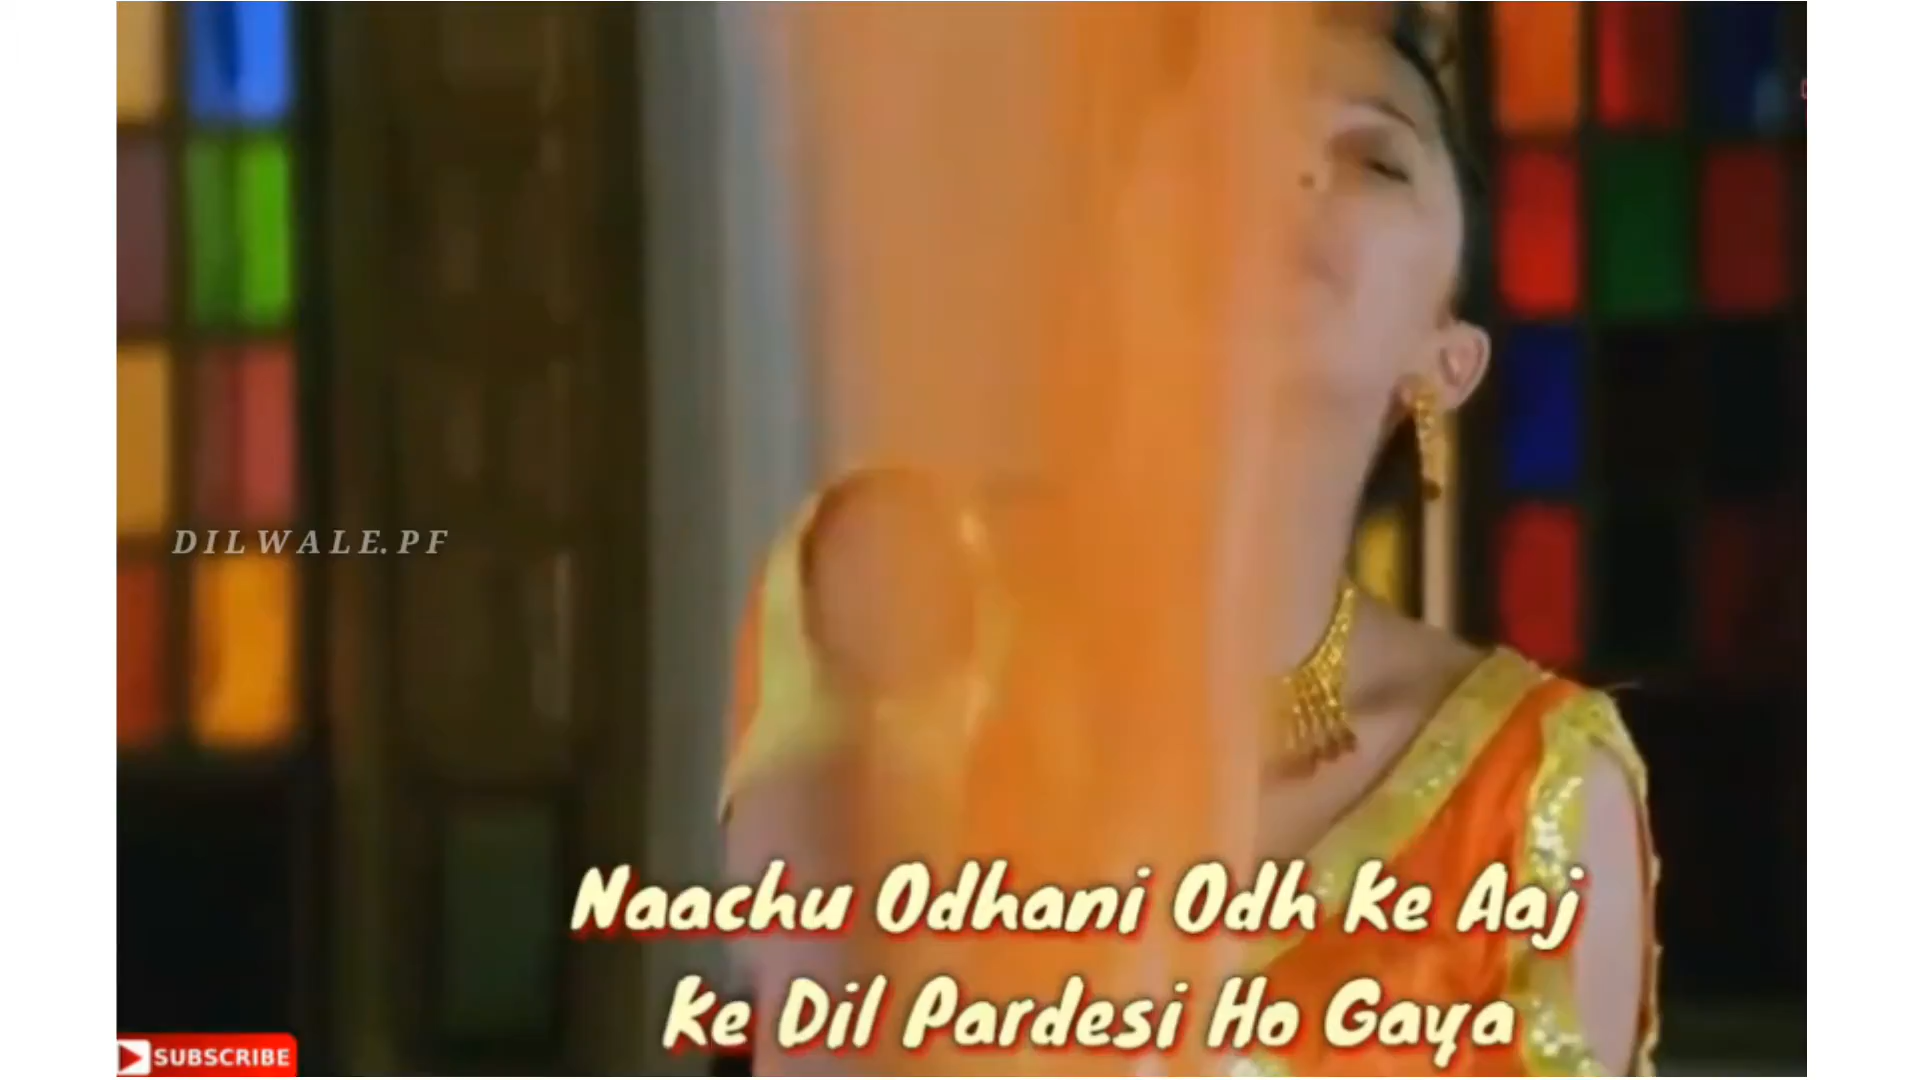 DILWALE.PF
Naachu Odhani Odh Ke Aaj
Ke Dil Pardesi Ho Gaya
SUBSCRIBE